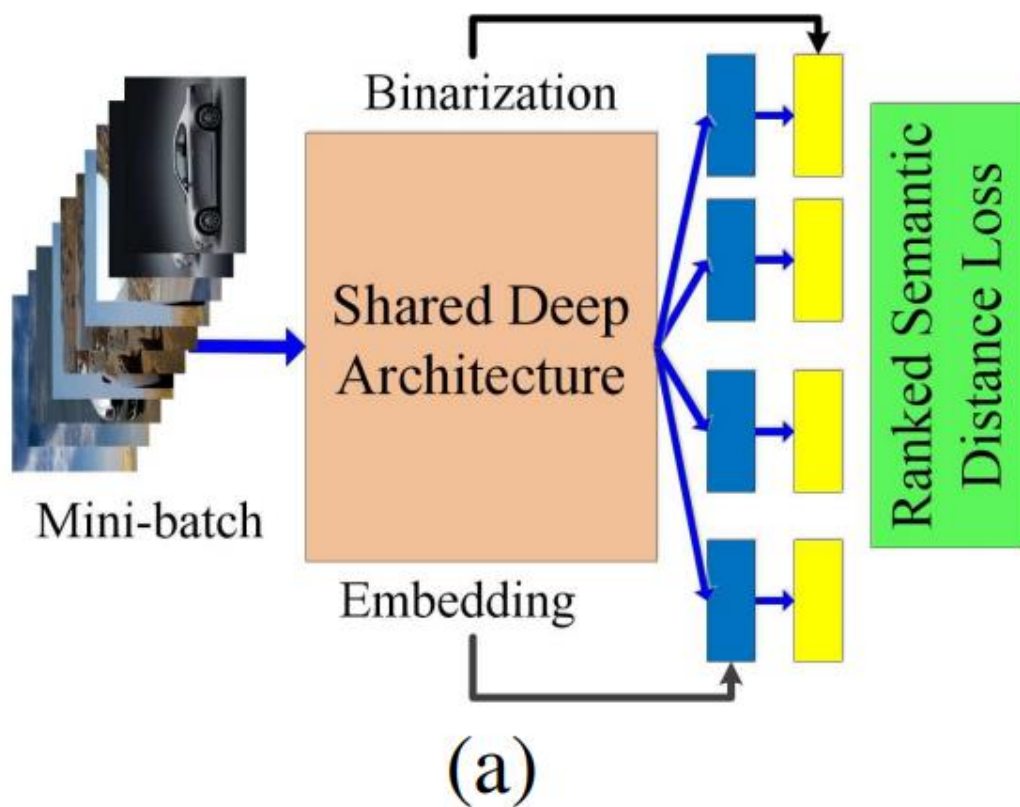 Binarization
Shared Deep
Architecture
Mini-batch
Embedding
Ranked Semantic
Distance Loss
(a)